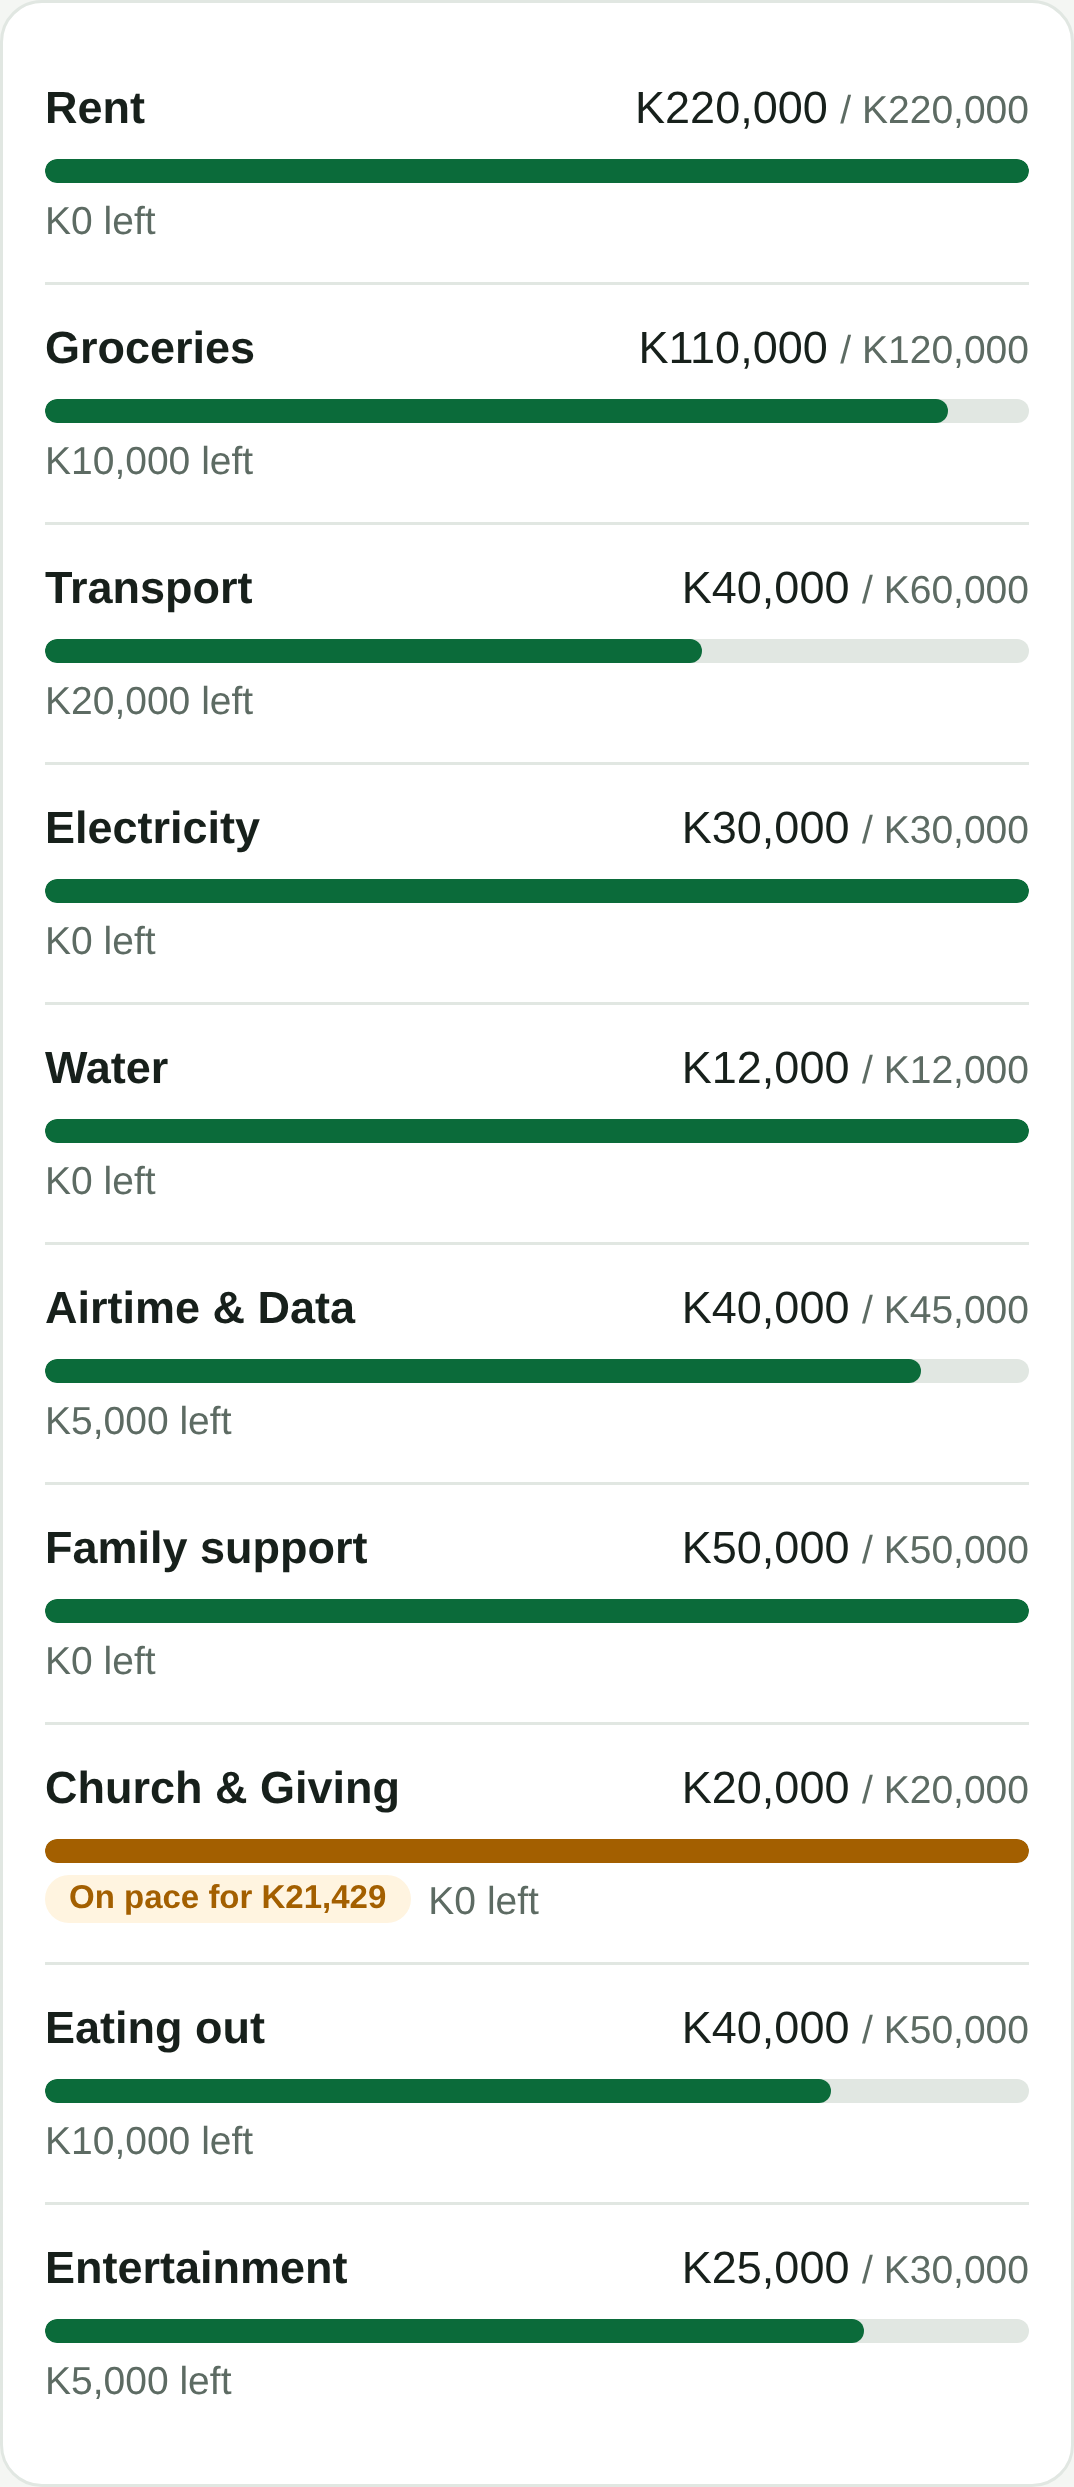 Rent K220,000 / K220,000
K0 left
Groceries K110,000 / K120,000
K10,000 left
Transport K40,000 / K60,000
K20,000 left
Electricity K30,000 / K30,000
K0 left
Water K12,000 / K12,000
K0 left
Airtime & Data K40,000 / K45,000
K5,000 left
Family support K50,000 / K50,000
K0 left
Church & Giving K20,000 / K20,000
On pace for K21,429 K0 left
Eating out K40,000 / K50,000
K10,000 left
Entertainment K25,000 / K30,000
K5,000 left